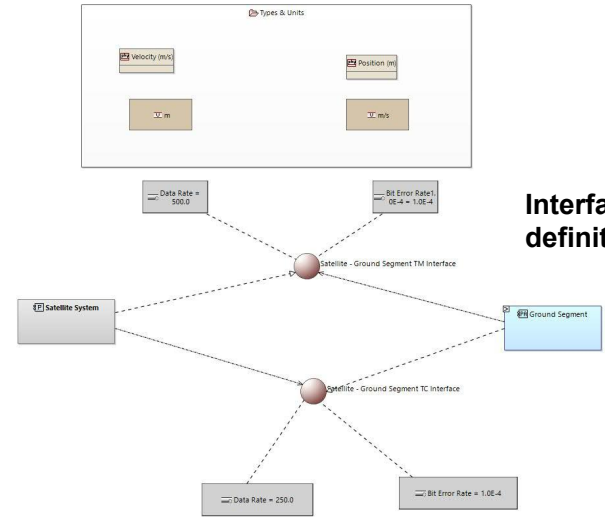 Types & Units
Velocity (m/s)
Position (m)
m
m/s
Data Rate =
500.0
Bit Error Rate1.
0E-4 = 1.0E-4
Satellite - Ground Segment TM Interface
Satellite System
Ground Segment
Satellite - Ground Segment TC Interface
Data Rate = 250.0
Bit Error Rate = 1.0E-4
Interfa
definit